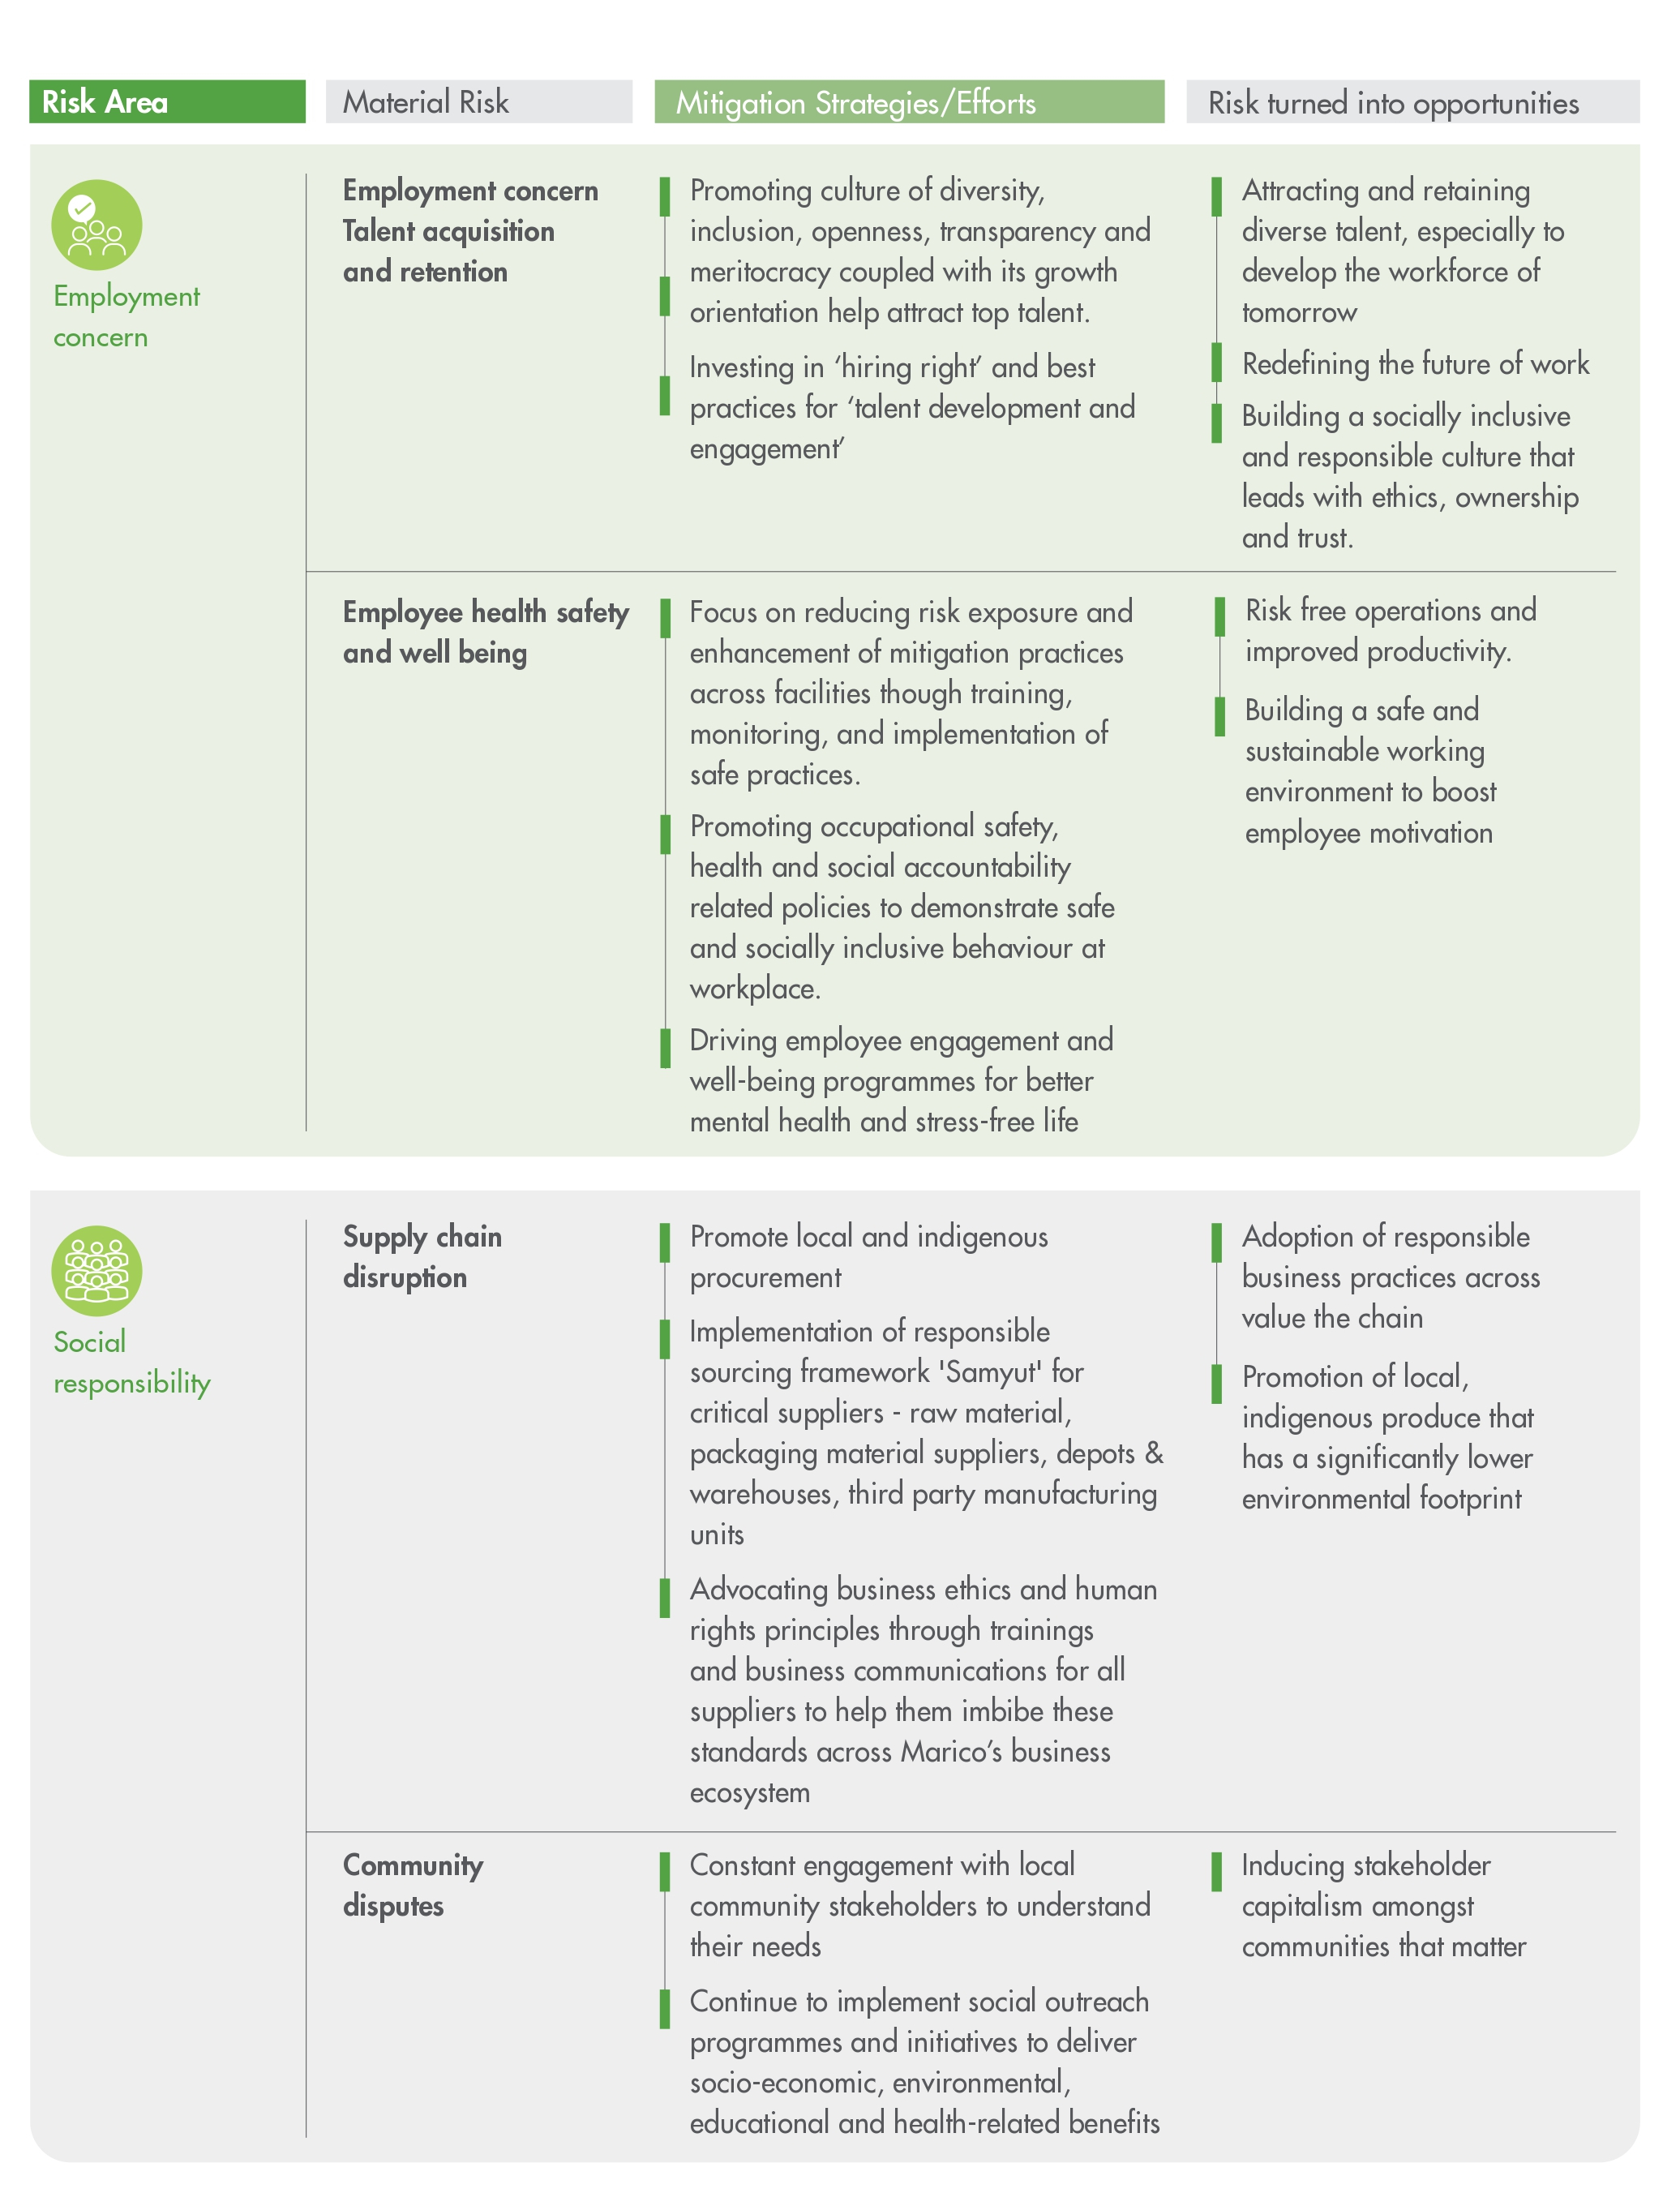 Risk Area
Material Risk
Mitigation Strategies/Efforts
Risk turned into opportunities
Employment
concern
Employment concern
Talent acquisition
and retention
Promoting culture of diversity,
inclusion, openness, transparency and
meritocracy coupled with its growth
orientation help attract top talent.
Investing in ‘hiring right’ and best
practices for ‘talent development and
engagement’
Attracting and retaining
diverse talent, especially to
develop the workforce of
tomorrow
Redefining the future of work
Building a socially inclusive
and responsible culture that
leads with ethics, ownership
and trust.
Employee health safety
and well being
Focus on reducing risk exposure and
enhancement of mitigation practices
across facilities though training,
monitoring, and implementation of
safe practices.
Promoting occupational safety,
health and social accountability
related policies to demonstrate safe
and socially inclusive behaviour at
workplace.
Driving employee engagement and
well-being programmes for better
mental health and stress-free life
Risk free operations and
improved productivity.
Building a safe and
sustainable working
environment to boost
employee motivation
Social
responsibility
Supply chain
disruption
Promote local and indigenous
procurement
Implementation of responsible
sourcing framework 'Samyut' for
critical suppliers - raw material,
packaging material suppliers, depots &
warehouses, third party manufacturing
units
Advocating business ethics and human
rights principles through trainings
and business communications for all
suppliers to help them imbibe these
standards across Marico’s business
ecosystem
Adoption of responsible
business practices across
value the chain
Promotion of local,
indigenous produce that
has a significantly lower
environmental footprint
Community
disputes
Constant engagement with local
community stakeholders to understand
their needs
Continue to implement social outreach
programmes and initiatives to deliver
socio-economic, environmental,
educational and health-related benefits
Inducing stakeholder
capitalism amongst
communities that matter